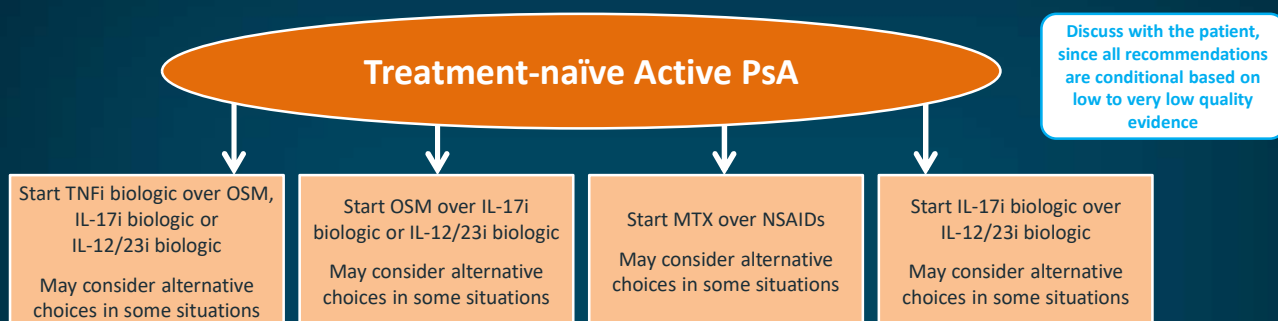 Treatment-naïve Active PsA
Discuss with the patient,
since all recommendations
are conditional based on
low to very low quality
evidence
Start TNFi biologic over OSM,
IL-17i biologic or
IL-12/23i biologic
May consider alternative
choices in some situations
Start OSM over IL-17i
biologic or IL-12/23i biologic
May consider alternative
choices in some situations
Start MTX over NSAIDs
May consider alternative
choices in some situations
Start IL-17i biologic over
IL-12/23i biologic
May consider alternative
choices in some situations